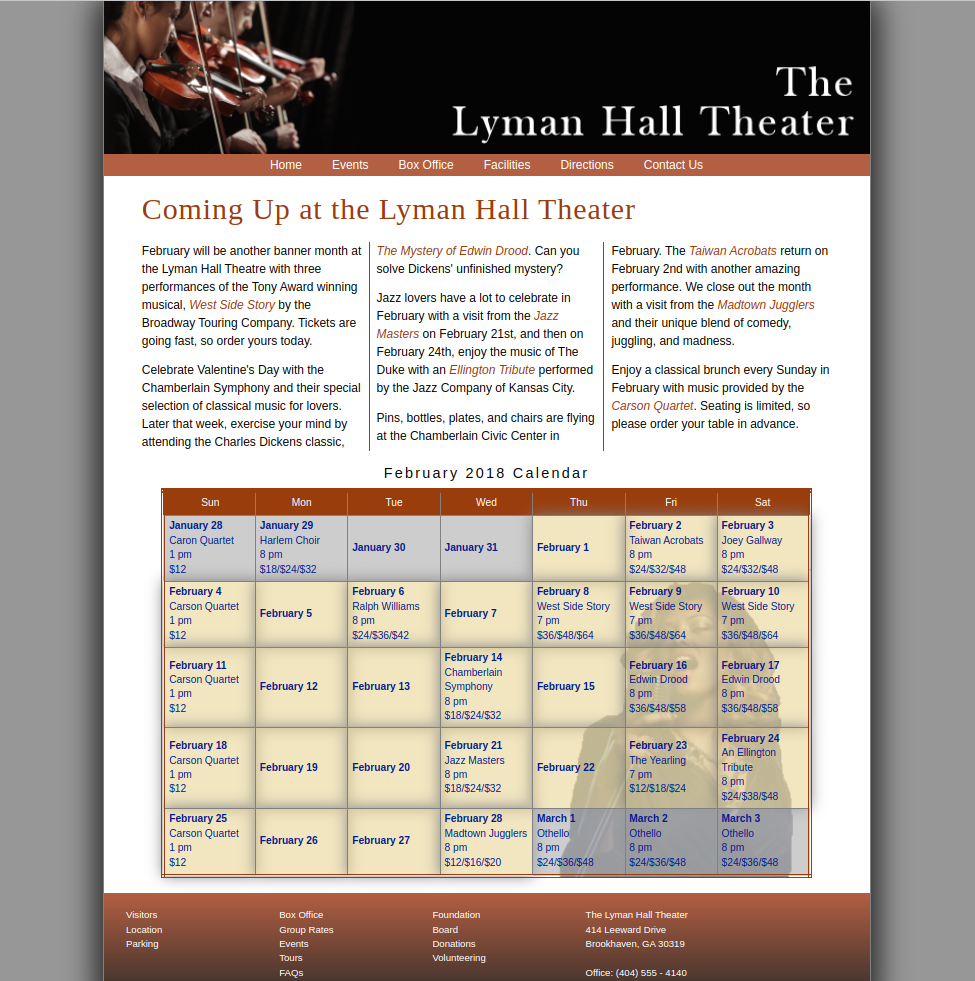 The
Lyman Hall Theater
Home Events Box Office Facilities Directions Contact Us
Coming Up at the Lyman Hall Theater
February will be another banner month at
the Lyman Hall Theatre with three
performances of the Tony Award winning
musical, West Side Story by the
Broadway Touring Company. Tickets are
going fast, so order yours today.
Celebrate Valentine's Day with the
Chamberlain Symphony and their special
selection of classical music for lovers.
Later that week, exercise your mind by
attending the Charles Dickens classic,
The Mystery of Edwin Drood. Can you
solve Dickens' unfinished mystery?
Jazz lovers have a lot to celebrate in
February with a visit from the Jazz
Masters on February 21st, and then on
February 24th, enjoy the music of The
Duke with an Ellington Tribute performed
by the Jazz Company of Kansas City.
Pins, bottles, plates, and chairs are flying
at the Chamberlain Civic Center in
February. The Taiwan Acrobats return on
February 2nd with another amazing
performance. We close out the month
with a visit from the Madtown Jugglers
and their unique blend of comedy,
juggling, and madness.
Enjoy a classical brunch every Sunday in
February with music provided by the
Carson Quartet. Seating is limited, so
please order your table in advance.
February 2018 Calendar
Sun Mon Tue Wed Thu Fri Sat
January 28
Caron Quartet
1 pm
$12
January 29
Harlem Choir
8 pm
$18/$24/$32
January 30
January 31
February 1
February 2
Taiwan Acrobats
8 pm
$24/$32/$48
February 3
Joey Gallway
8 pm
$24/$32/$48
February 4
Carson Quartet
1 pm
$12
February 5
February 6
Ralph Williams
8 pm
$24/$36/$42
February 7
February 8
West Side Story
7 pm
$36/$48/$64
February 9
West Side Story
7 pm
$36/$48/$64
February 10
West Side Story
7 pm
$36/$48/$64
February 11
Carson Quartet
1 pm
$12
February 12
February 13
February 14
Chamberlain
Symphony
8 pm
$18/$24/$32
February 15
February 16
Edwin Drood
8 pm
$36/$48/$58
February 17
Edwin Drood
8 pm
$36/$48/$58
February 18
Carson Quartet
1 pm
$12
February 19
February 20
February 21
Jazz Masters
8 pm
$18/$24/$32
February 22
February 23
The Yearling
7 pm
$12/$18/$24
February 24
An Ellington
Tribute
8 pm
$24/$38/$48
February 25
Carson Quartet
1 pm
$12
February 26
February 27
February 28
Madtown Jugglers
8 pm
$12/$16/$20
March 1
Othello
8 pm
$24/$36/$48
March 2
Othello
8 pm
$24/$36/$48
March 3
Othello
8 pm
$24/$36/$48
Visitors
Location
Parking
Box Office
Group Rates
Events
Tours
FAQs
Foundation
Board
Donations
Volunteering
The Lyman Hall Theater
414 Leeward Drive
Brookhaven, GA 30319
Office: (404) 555 - 4140